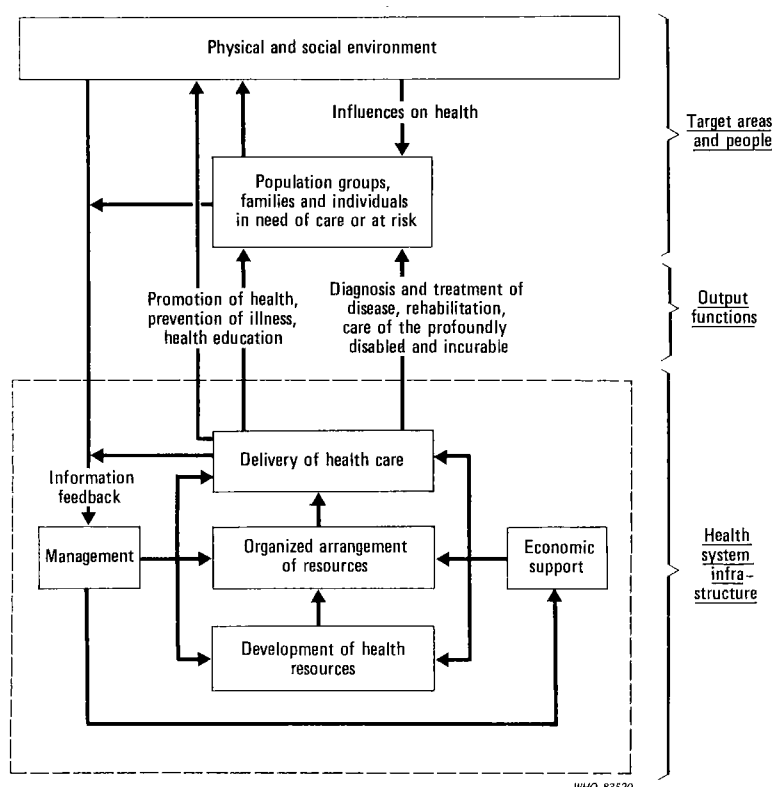 Physical and social environment
Influences on health
Target areas
and people
Population groups,
families and individuals
in need of care or at risk
Promotion of health,
prevention of illness,
health education
Diagnosis and treatment of
disease, rehabilitation,
care of the profoundly
disabled and incurable
Output
functions
Delivery of health care
Information
feedback
Management
Organized arrangement
of resources
Economic
support
Health
system
infra-
structure
Development of health
resources
WHO 83520